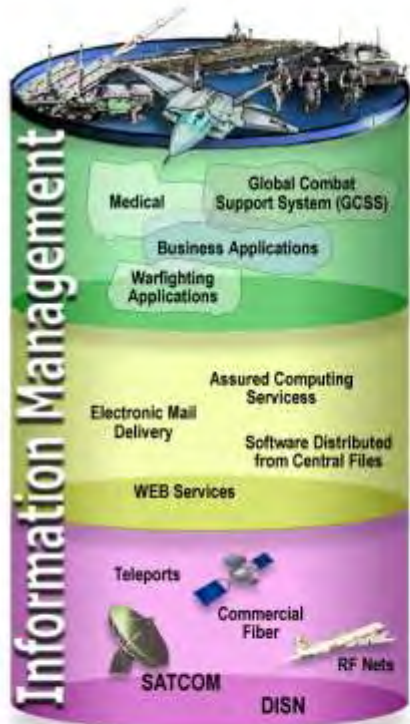 Information Management
Medical
Global Combat
Support System (GCSS)
Business Applications
Warfighting
Applications
Assured Computing
Servicess
Electronic Mail
Delivery
Software Distributed
from Central Files
WEB Services
Teleports
Commercial
Fiber
RF Nets
SATCOM
DISN